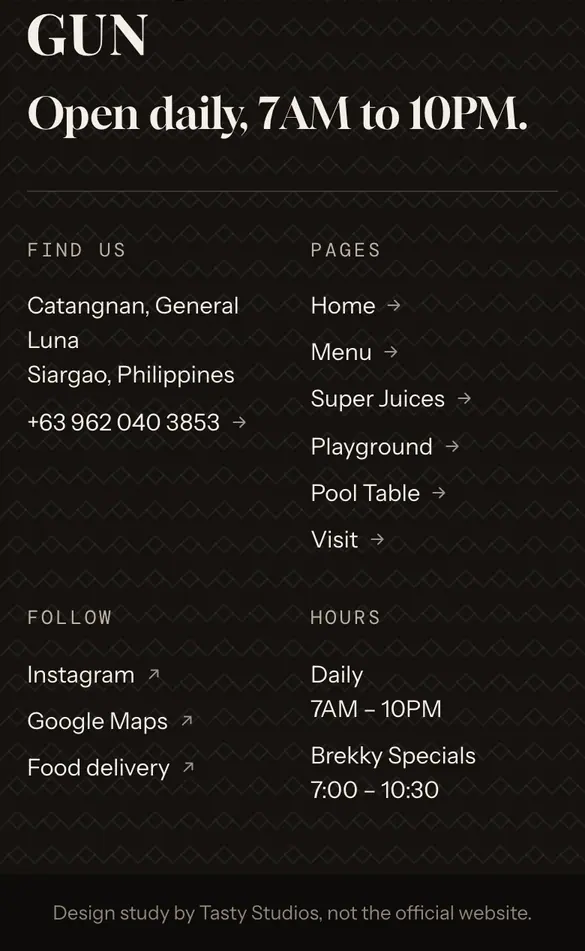 GUN
Open daily, 7AM to 10PM.
FIND US
Catangnan, General
Luna
Siargao, Philippines
+63 962 040 3853 →
PAGES
Home →
Menu →
Super Juices →
Playground →
Pool Table →
Visit →
FOLLOW
Instagram ↗
Google Maps ↗
Food delivery ↗
HOURS
Daily
7AM – 10PM
Brekky Specials
7:00 – 10:30
Design study by Tasty Studios, not the official website.